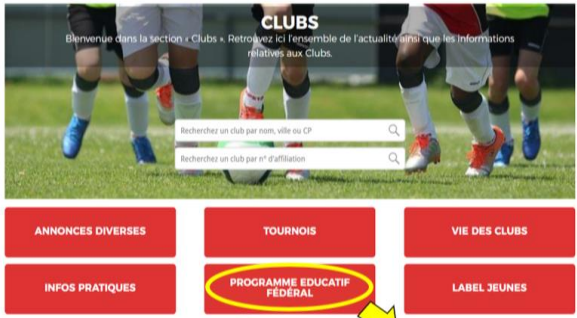 CLUBS
Bienvenue dans la section « Clubs ». Retrouvez ici l'ensemble de l'actualité ainsi que les informations
relatives aux Clubs.
Recherchez un club par nom, ville ou CP
Recherchez un club par n° d'affiliation
ANNONCES DIVERSES
TOURNOIS
VIE DES CLUBS
INFOS PRATIQUES
PROGRAMME EDUCATIF
FÉDÉRAL
LABEL JEUNES